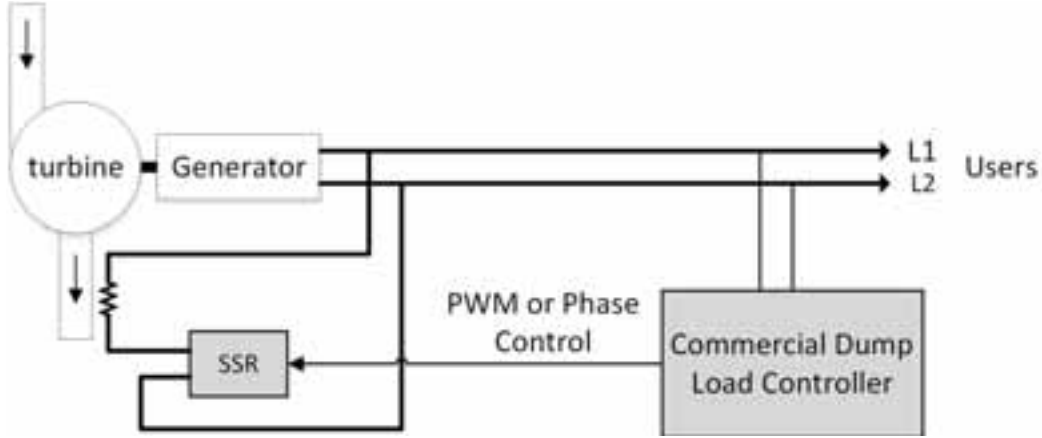 turbine
Generator
L1
L2
Users
PWM or Phase
Control
SSR
Commercial Dump
Load Controller